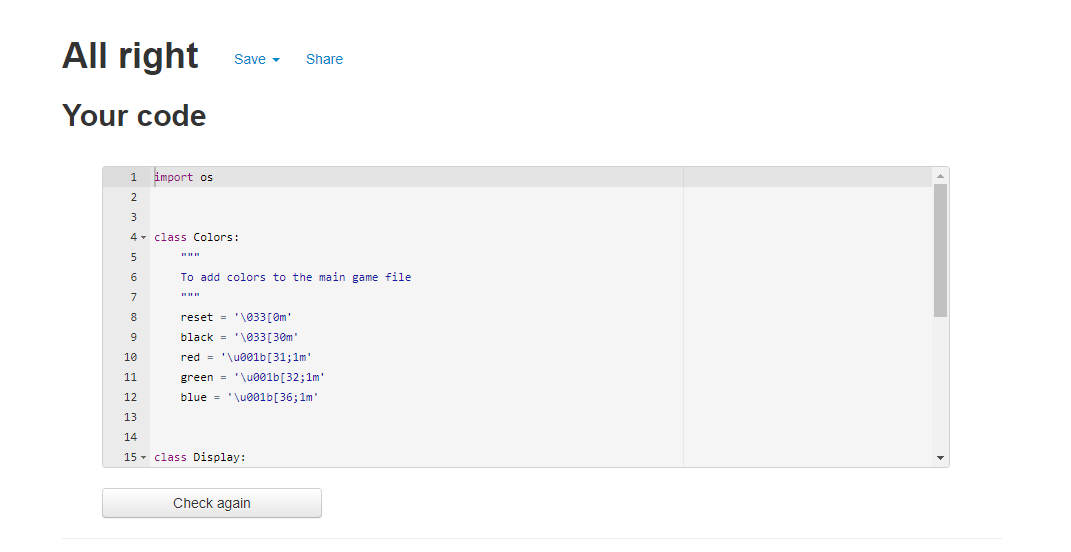 All right Save Share
Your code
1 import os
2
3
4 class Colors:
5 """
6 To add colors to the main game file
7 """
8 reset = '\033[0m'
9 black = '\033[30m'
10 red = '\u001b[31;1m'
11 green = '\u001b[32;1m'
12 blue = '\u001b[36;1m'
13
14
15 class Display:
Check again